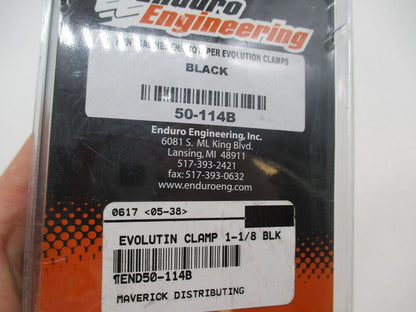 Enduro
Engineering
TAPER EVOLUTION CLAMPS
BLACK
50-114B
Enduro Engineering, Inc.
6081 S. ML King Blvd.
Lansing, MI 48911
517-393-2421
fax: 517-393-0632
www.enduroeng.com
0617 <05-38>
EVOLUTIN CLAMP 1-1/8 BLK
¶END50-114B
MAVERICK DISTRIBUTING